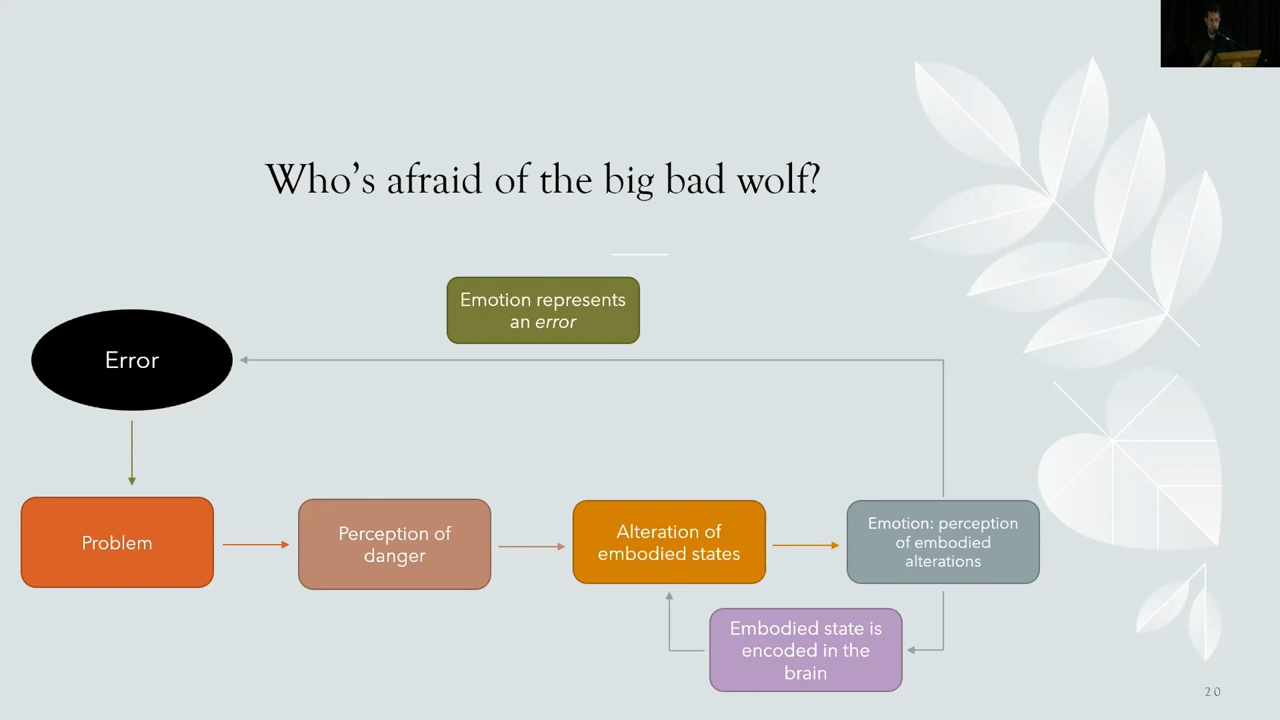 Who's afraid of the big bad wolf?
Emotion represents
an error
Error
Problem
Perception of
danger
Alteration of
embodied states
Emotion: perception
of embodied
alterations
Embodied state is
encoded in the
brain
20